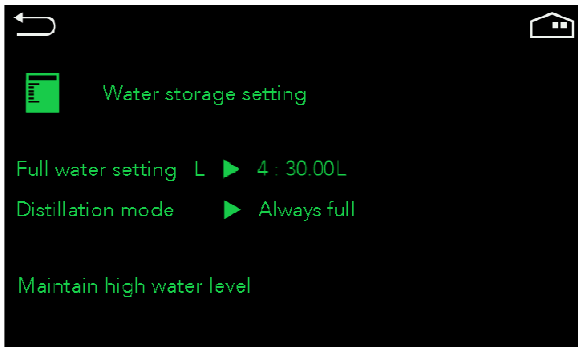 Water storage setting
Full water setting L ▶ 4 : 30.00L
Distillation mode ▶ Always full
Maintain high water level